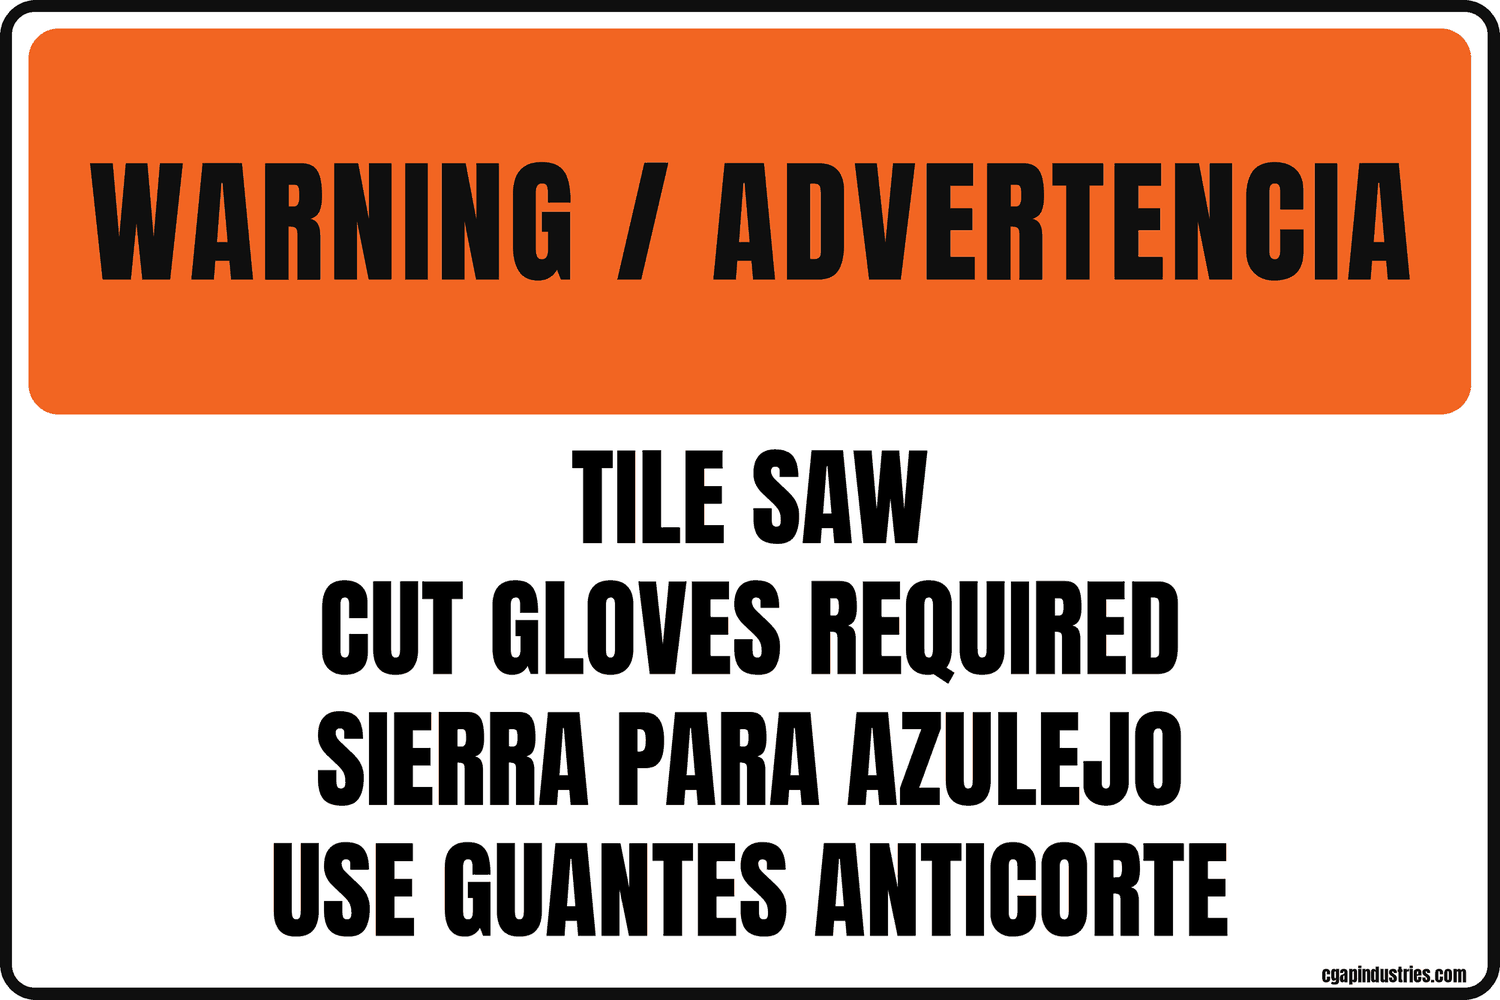 WARNING / ADVERTENCIA
TILE SAW
CUT GLOVES REQUIRED
SIERRA PARA AZULEJO
USE GUANTES ANTICORTE
cgapindustries.com